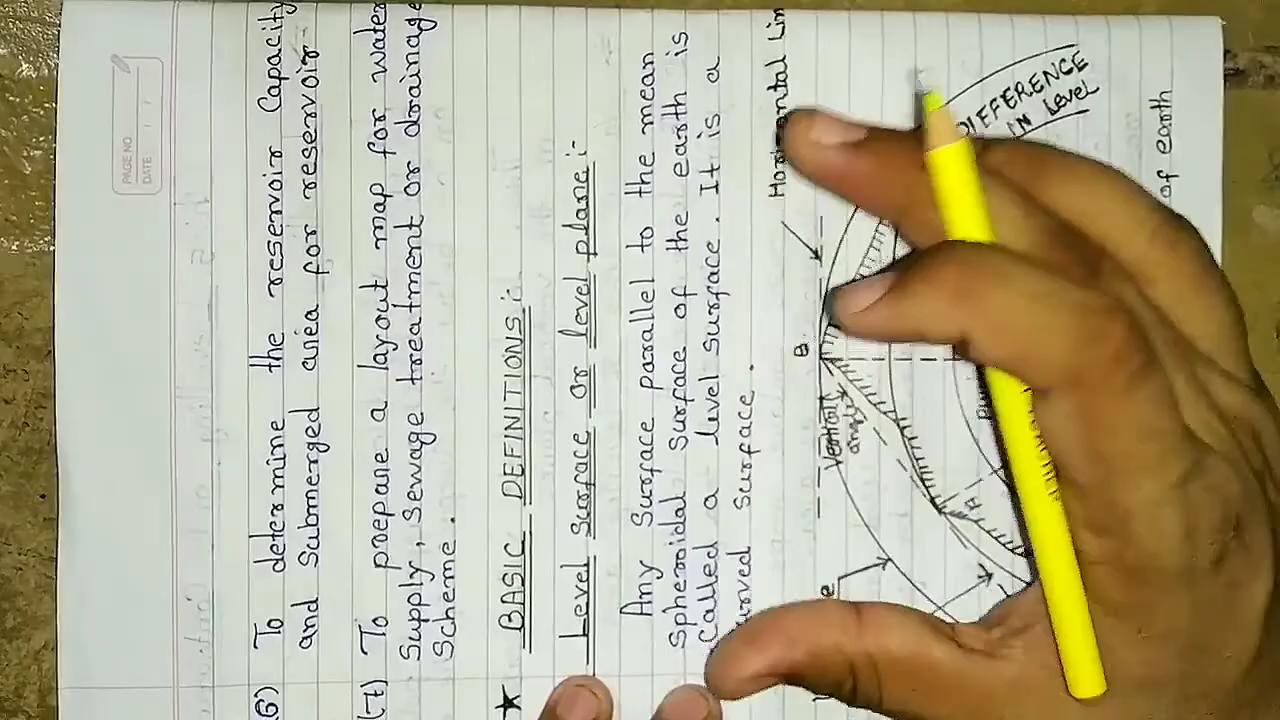 PAGE NO
DATE
(6) To determine the reservoir capacity
and submerged area for reservoir
(7) To prepare a layout map for water
supply, sewage treatment or drainage
scheme.
★ BASIC DEFINITIONS :-
Level surface or level plane :-
Any surface parallel to the mean
spheroidal surface of the earth is
called a level surface. It is a
curved surface.
B
Vertical
angle
A
DIFFERENCE
IN Level
of earth